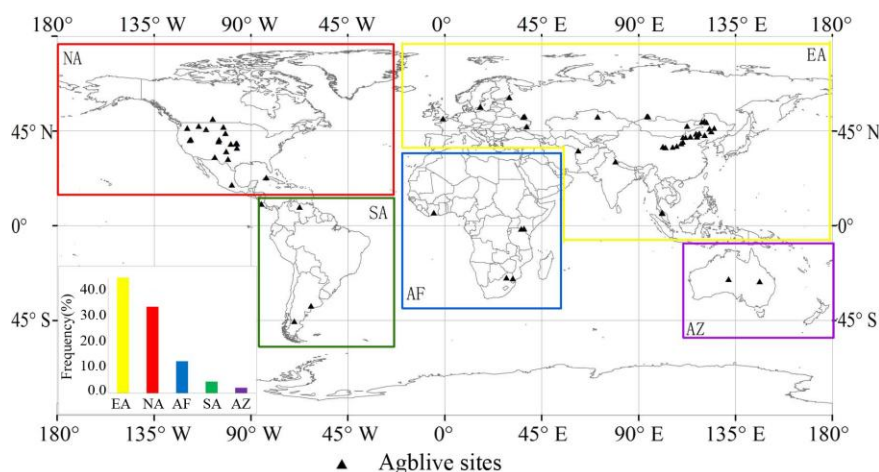 180° 135° W 90° W 45° W 0° 45° E 90° E 135° E 180°
NA
EA
45° N
45° N
SA
0°
0°
AF
AZ
45° S
45° S
Frequency(%)
40.0
30.0
20.0
10.0
0.0
EA NA AF SA AZ
180° 135° W 90° W 45° W 0° 45° E 90° E 135° E 180°
▲ Agblive sites